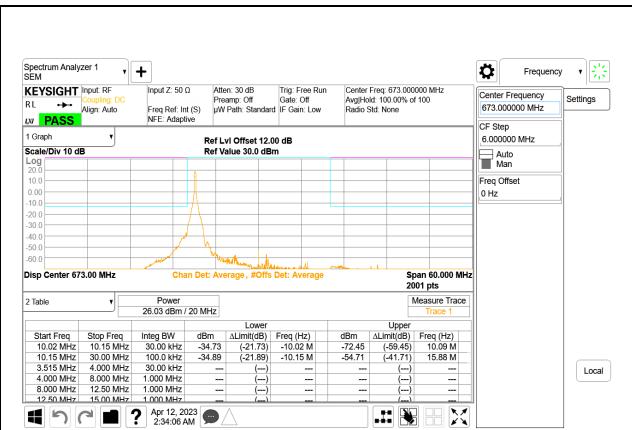 Spectrum Analyzer 1
SEM
Frequency
KEYSIGHT Input: RF Input Z: 50 Ω Atten: 30 dB Trig: Free Run Center Freq: 673.000000 MHz
RL Coupling: DC Preamp: Off Gate: Off Avg|Hold: 100.00% of 100
Align: Auto Freq Ref: Int (S) µW Path: Standard IF Gain: Low Radio Std: None
LXI PASS NFE: Adaptive
Center Frequency
673.000000 MHz
Settings
CF Step
6.000000 MHz
Auto
Man
Freq Offset
0 Hz
1 Graph
Ref Lvl Offset 12.00 dB
Scale/Div 10 dB Ref Value 30.0 dBm
Log
20.0
10.0
0.00
-10.0
-20.0
-30.0
-40.0
-50.0
-60.0
Disp Center 673.00 MHz Chan Det: Average , #Offs Det: Average Span 60.000 MHz
2001 pts
2 Table Power Measure Trace
26.03 dBm / 20 MHz Trace 1
Lower Upper
Start Freq Stop Freq Integ BW dBm ΔLimit(dB) Freq (Hz) dBm ΔLimit(dB) Freq (Hz)
10.02 MHz 10.15 MHz 30.00 kHz -34.73 (-21.73) -10.02 M -72.45 (-59.45) 10.09 M
10.15 MHz 30.00 MHz 100.0 kHz -34.89 (-21.89) -10.15 M -54.71 (-41.71) 15.88 M
3.515 MHz 4.000 MHz 30.00 kHz --- (---) --- --- (---) ---
4.000 MHz 8.000 MHz 1.000 MHz --- (---) --- --- (---) ---
8.000 MHz 12.50 MHz 1.000 MHz --- (---) --- --- (---) ---
12.50 MHz 15.00 MHz 1.000 MHz --- (---) --- --- (---) ---
Local
? Apr 12, 2023
2:34:06 AM